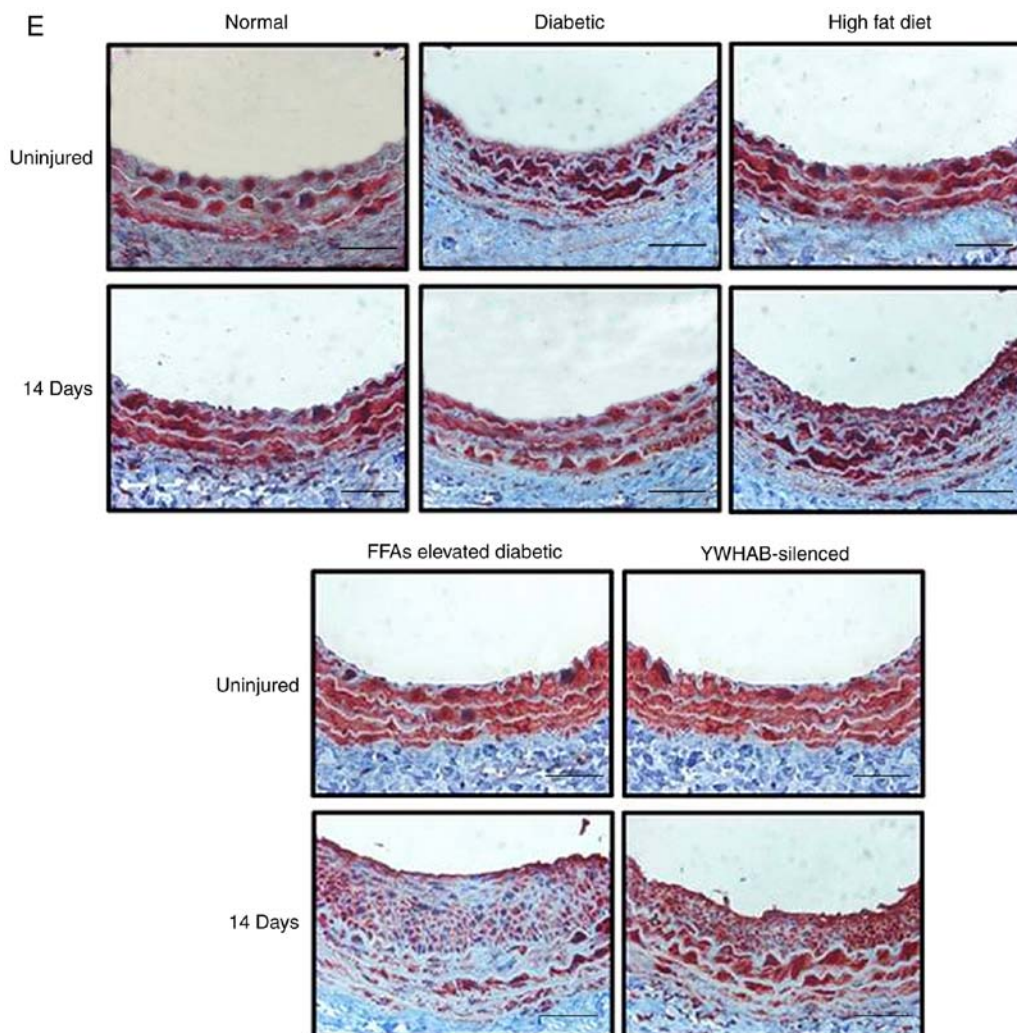 E
Normal
Diabetic
High fat diet
Uninjured
14 Days
FFAs elevated diabetic
YWHAB-silenced
Uninjured
14 Days